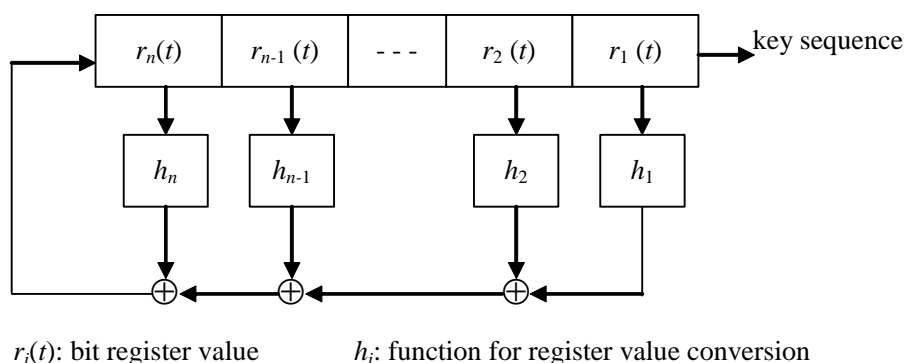 rₙ(t) rₙ₋₁ (t) - - - r₂ (t) r₁ (t) key sequence
hₙ hₙ₋₁ h₂ h₁
rᵢ(t): bit register value hᵢ: function for register value conversion